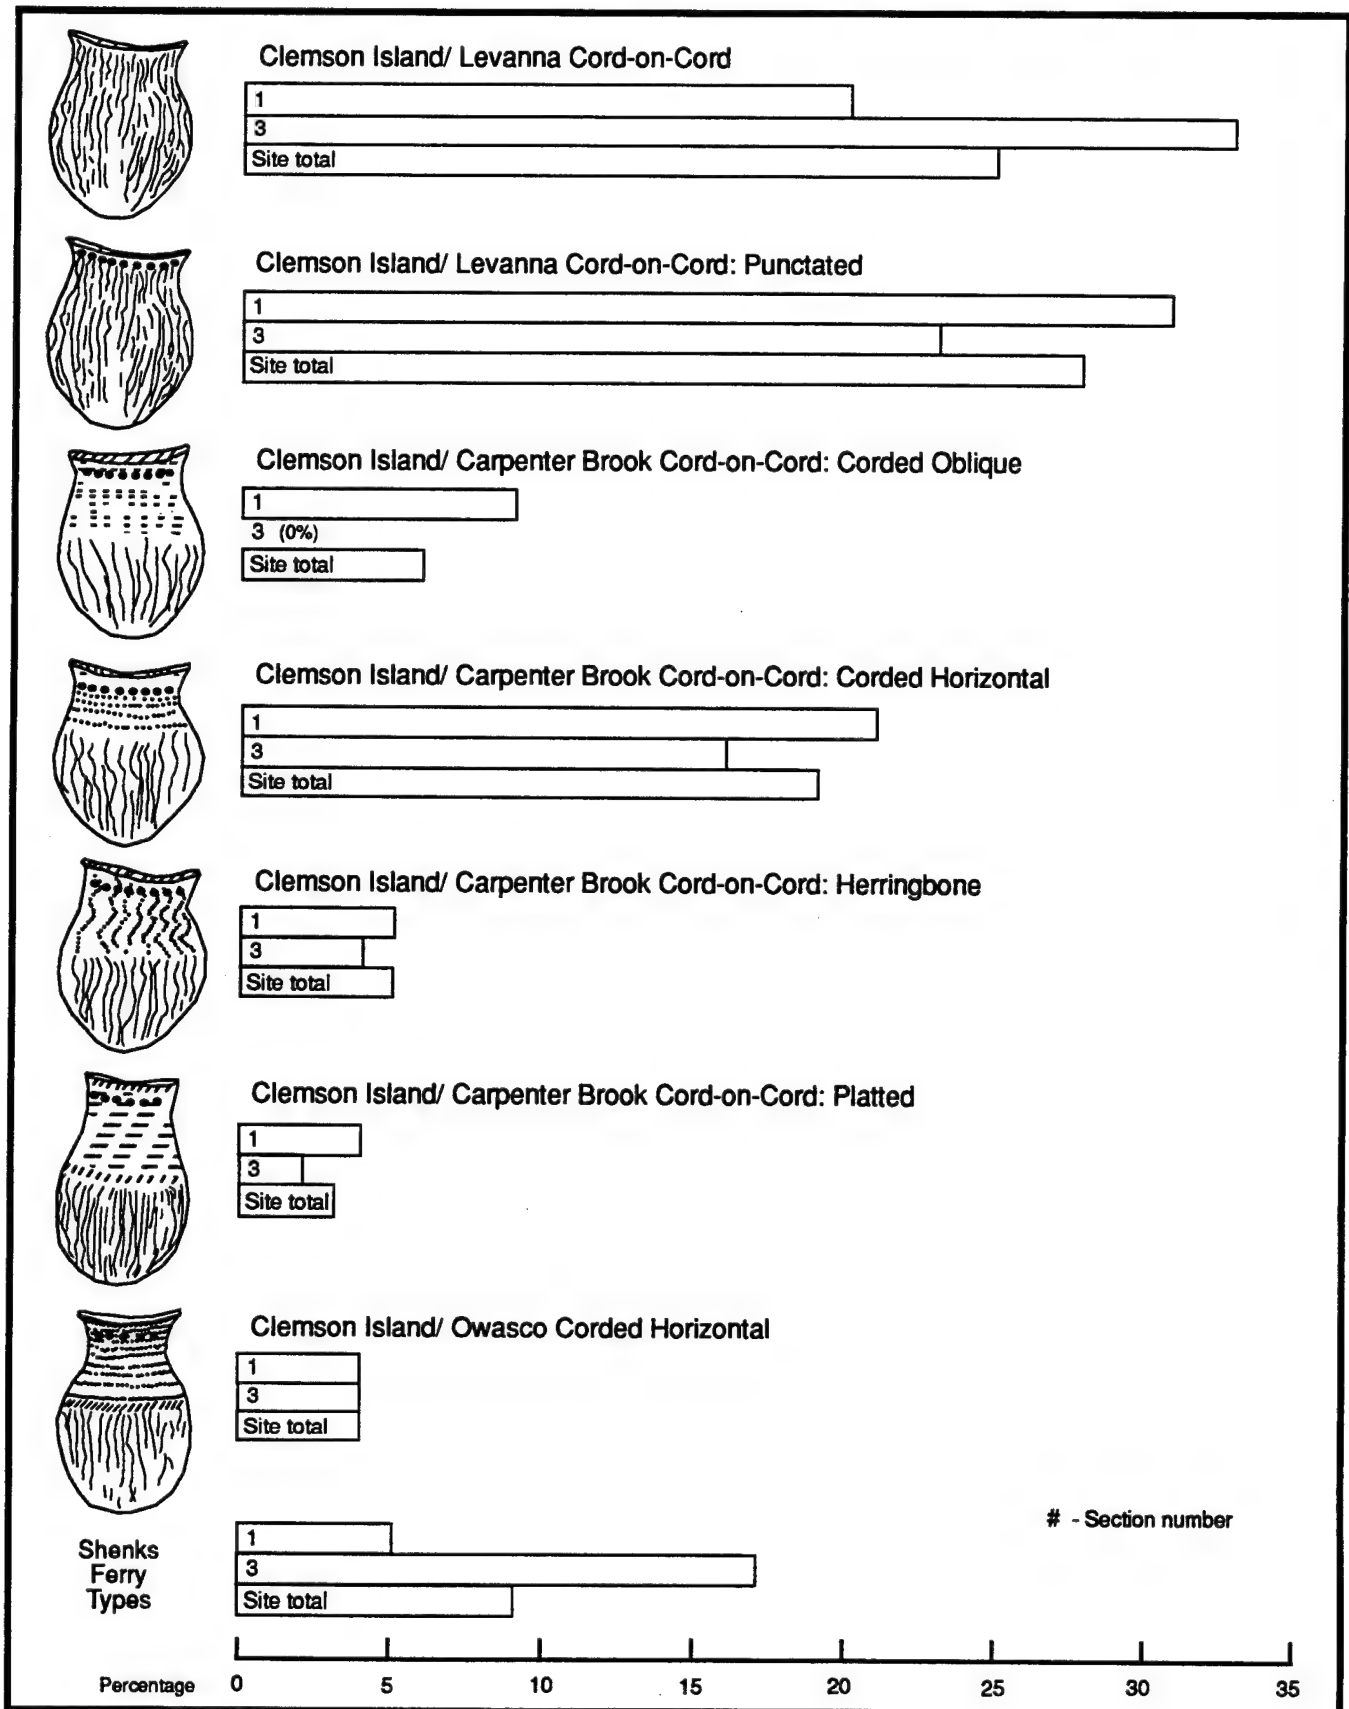 Clemson Island/ Levanna Cord-on-Cord
1
3
Site total
Clemson Island/ Levanna Cord-on-Cord: Punctated
1
3
Site total
Clemson Island/ Carpenter Brook Cord-on-Cord: Corded Oblique
1
3 (0%)
Site total
Clemson Island/ Carpenter Brook Cord-on-Cord: Corded Horizontal
1
3
Site total
Clemson Island/ Carpenter Brook Cord-on-Cord: Herringbone
1
3
Site total
Clemson Island/ Carpenter Brook Cord-on-Cord: Platted
1
3
Site total
Clemson Island/ Owasco Corded Horizontal
1
3
Site total
# - Section number
Shenks
Ferry
Types
1
3
Site total
Percentage 0 5 10 15 20 25 30 35